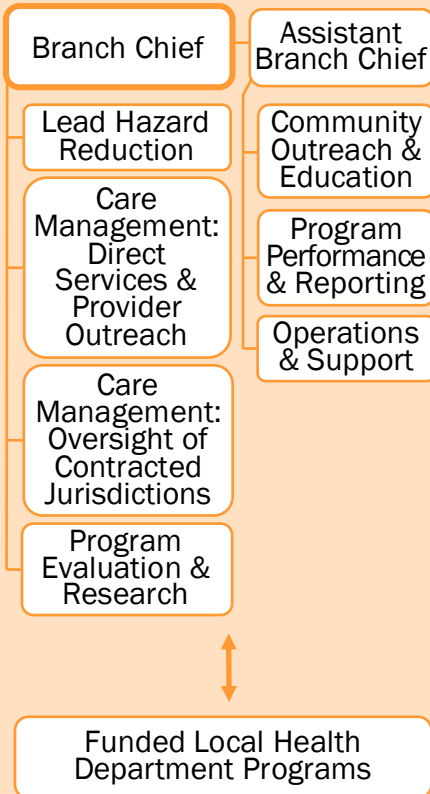 Branch Chief
Assistant
Branch Chief
Lead Hazard
Reduction
Care
Management:
Direct
Services &
Provider
Outreach
Care
Management:
Oversight of
Contracted
Jurisdictions
Program
Evaluation &
Research
Community
Outreach &
Education
Program
Performance
& Reporting
Operations
& Support
Funded Local Health
Department Programs